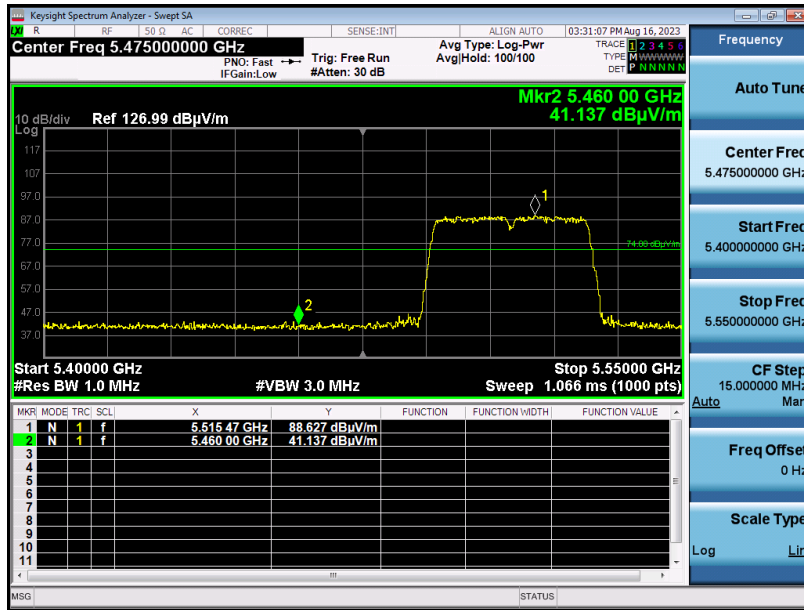 Keysight Spectrum Analyzer - Swept SA
LXI R RF 50 Ω AC CORREC SENSE:INT ALIGN AUTO 03:31:07 PM Aug 16, 2023
Center Freq 5.475000000 GHz
PNO: Fast
IFGain:Low
Trig: Free Run
#Atten: 30 dB
Avg Type: Log-Pwr
Avg|Hold: 100/100
TRACE 1 2 3 4 5 6
TYPE M W W W W W
DET P N N N N N
Mkr2 5.460 00 GHz
41.137 dBµV/m
10 dB/div Ref 126.99 dBµV/m
Log
117
107
97.0
87.0
77.0
67.0
57.0
47.0
37.0
1
74.00 dBµV/m
2
Start 5.40000 GHz Stop 5.55000 GHz
#Res BW 1.0 MHz #VBW 3.0 MHz Sweep 1.066 ms (1000 pts)
MKR MODE TRC SCL X Y FUNCTION FUNCTION WIDTH FUNCTION VALUE
1 N 1 f 5.515 47 GHz 88.627 dBµV/m
2 N 1 f 5.460 00 GHz 41.137 dBµV/m
3
4
5
6
7
8
9
10
11
MSG STATUS
Frequency
Auto Tune
Center Freq
5.475000000 GHz
Start Freq
5.400000000 GHz
Stop Freq
5.550000000 GHz
CF Step
15.000000 MHz
Auto Man
Freq Offset
0 Hz
Scale Type
Log Lin